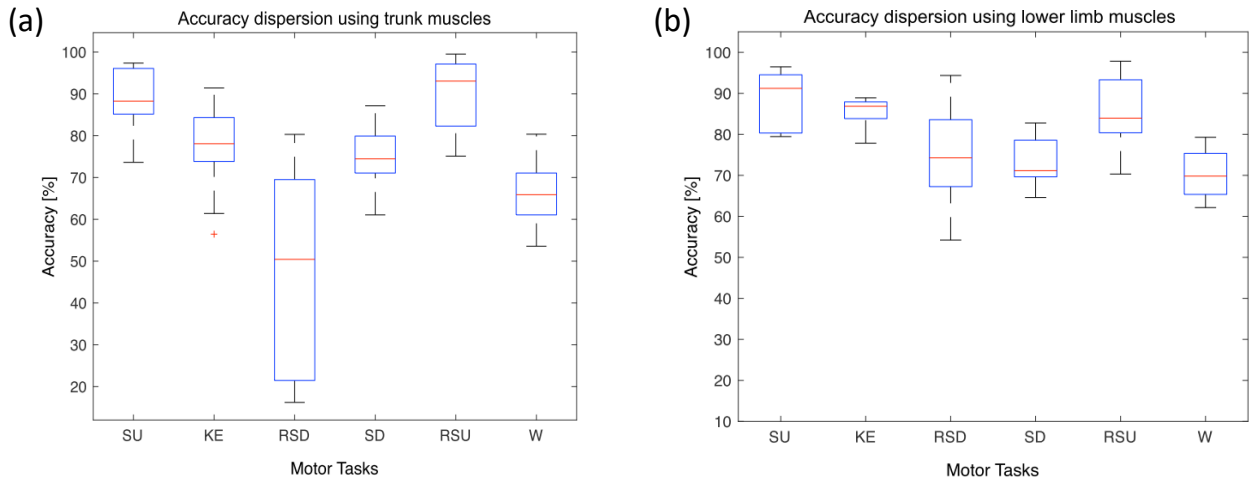 (a)
Accuracy dispersion using trunk muscles
Accuracy [%]
100
90
80
70
60
50
40
30
20
SU KE RSD SD RSU W
Motor Tasks
(b)
Accuracy dispersion using lower limb muscles
Accuracy [%]
100
90
80
70
60
50
40
30
20
10
SU KE RSD SD RSU W
Motor Tasks